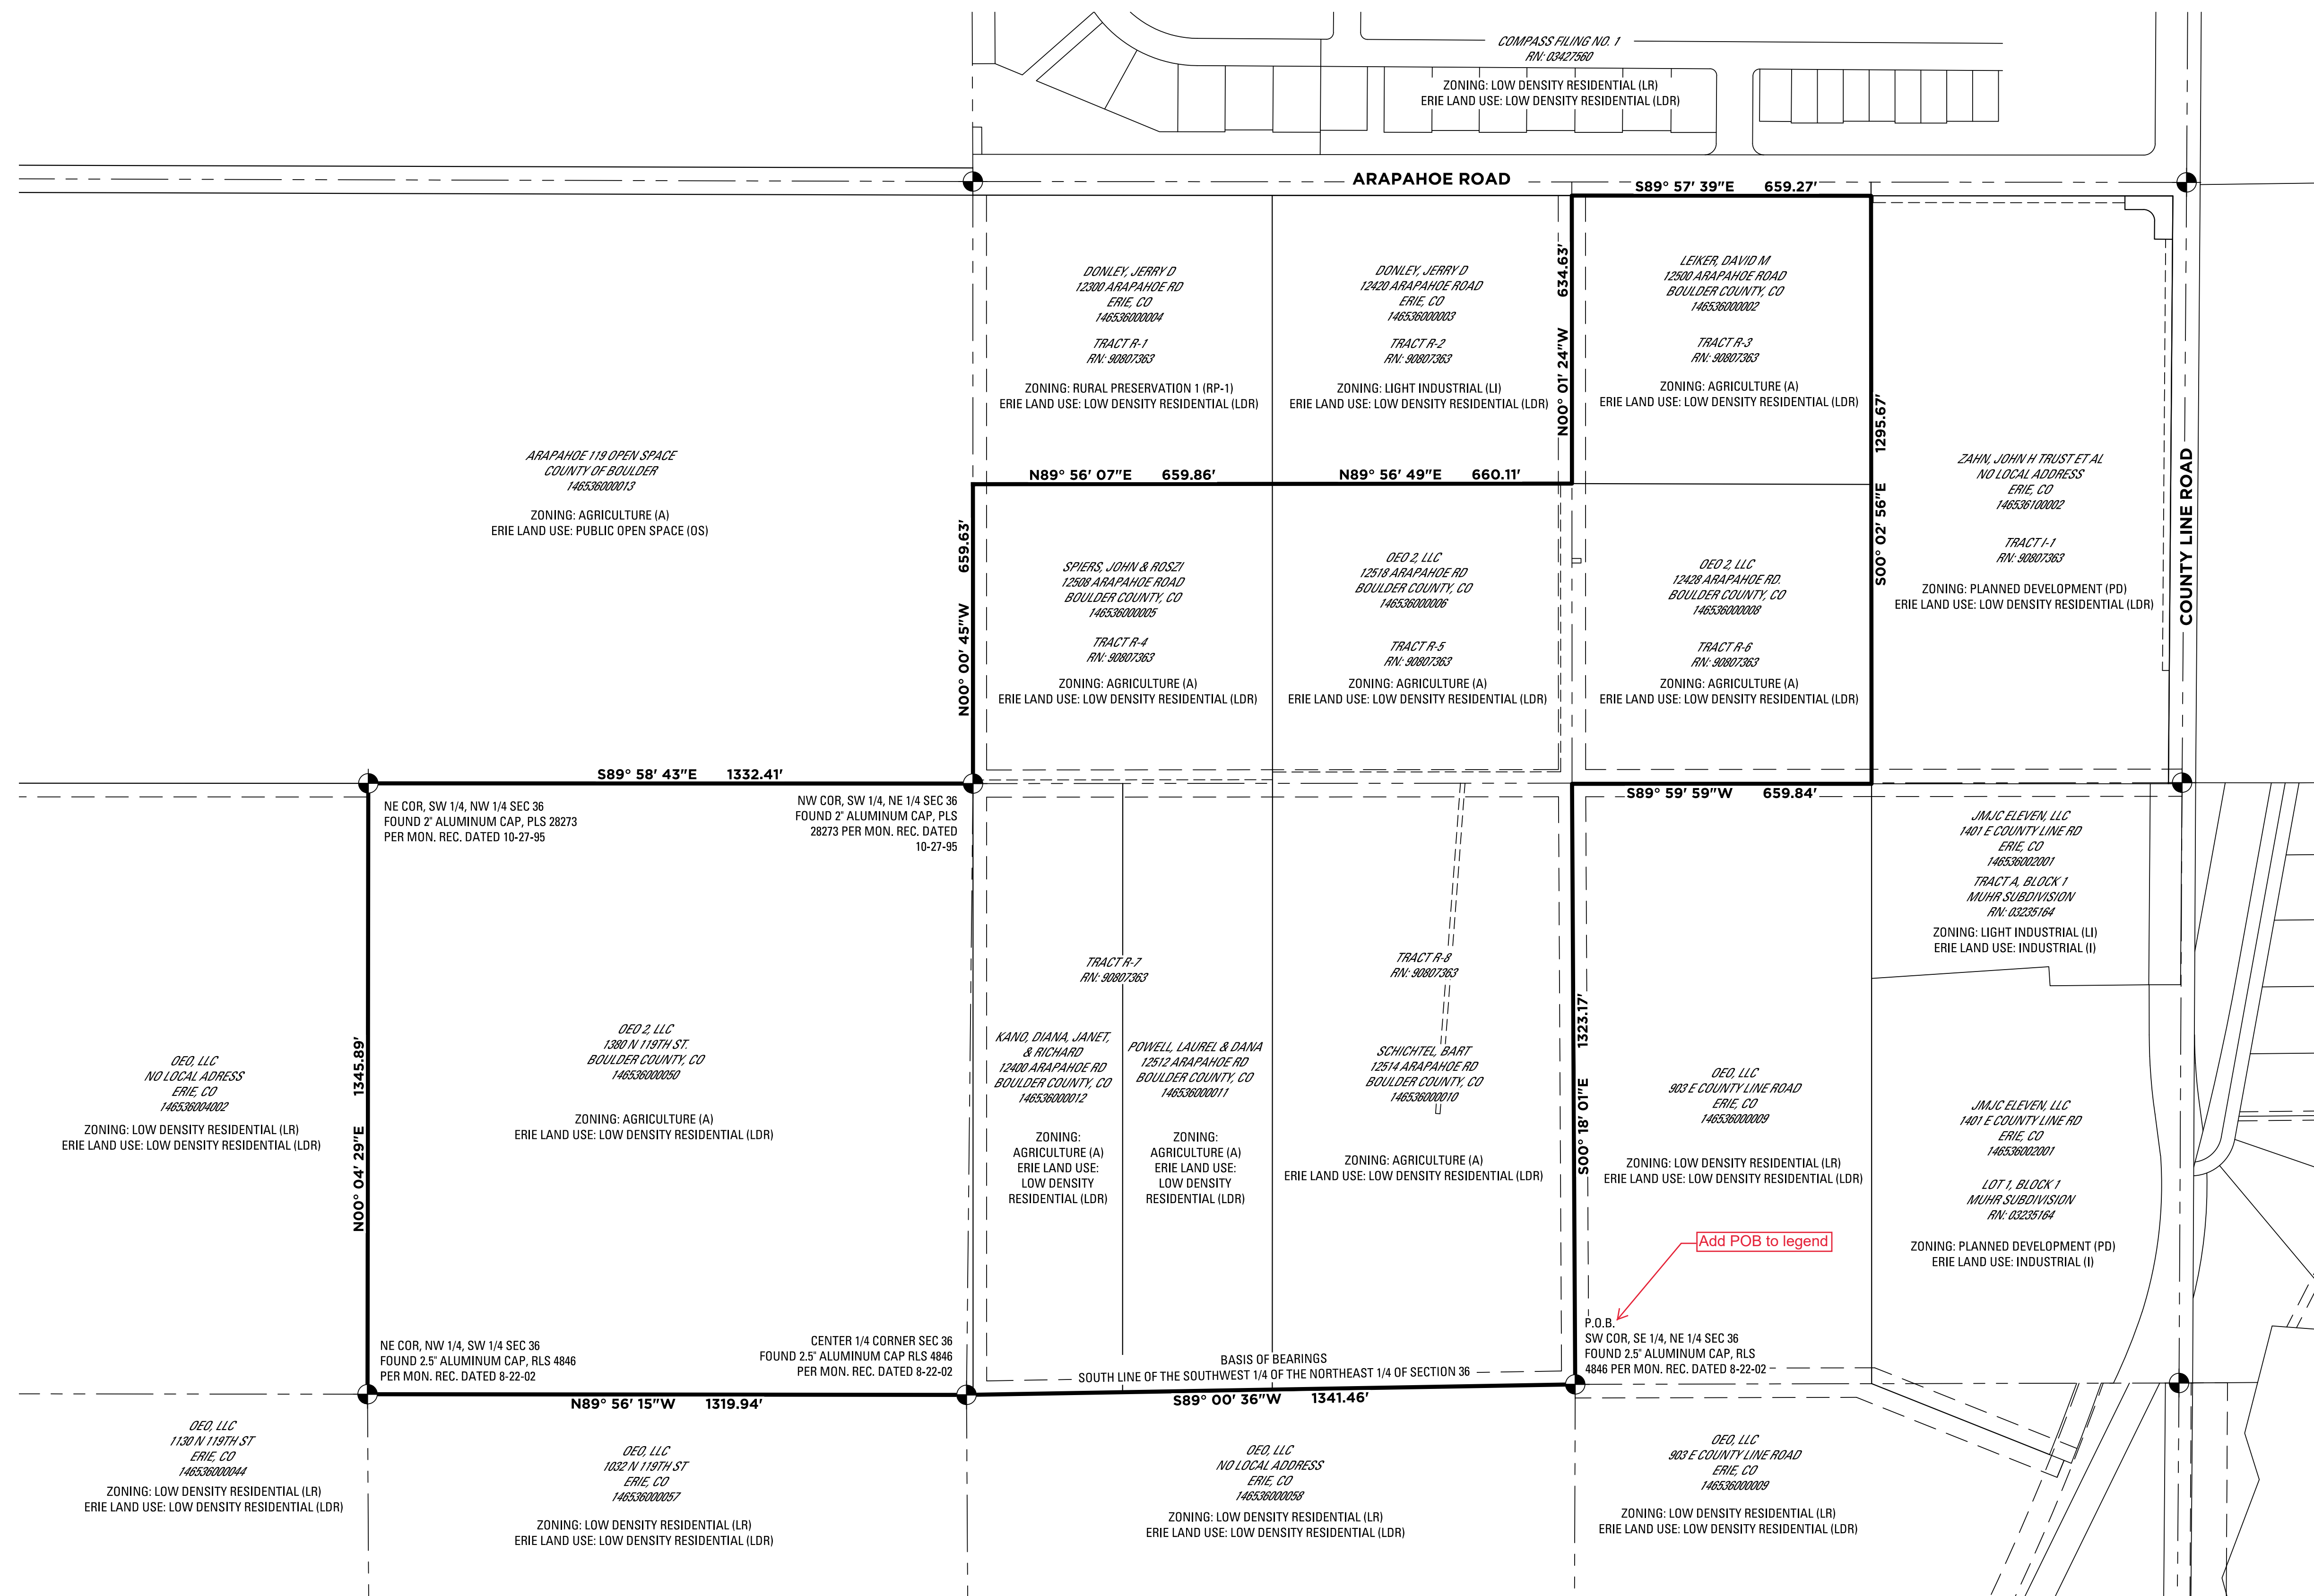 COMPASS FILING NO. 1
RN: 03427560
ZONING: LOW DENSITY RESIDENTIAL (LR)
ERIE LAND USE: LOW DENSITY RESIDENTIAL (LDR)
ARAPAHOE ROAD
S89° 57' 39"E 659.27'
DONLEY, JERRY D
12300 ARAPAHOE RD
ERIE, CO
146536000004
TRACT R-1
RN: 90807363
ZONING: RURAL PRESERVATION 1 (RP-1)
ERIE LAND USE: LOW DENSITY RESIDENTIAL (LDR)
DONLEY, JERRY D
12420 ARAPAHOE ROAD
ERIE, CO
146536000003
TRACT R-2
RN: 90807363
ZONING: LIGHT INDUSTRIAL (LI)
ERIE LAND USE: LOW DENSITY RESIDENTIAL (LDR)
N00° 01' 24"W 634.63'
LEIKER, DAVID M
12500 ARAPAHOE ROAD
BOULDER COUNTY, CO
146536000002
TRACT R-3
RN: 90807363
ZONING: AGRICULTURE (A)
ERIE LAND USE: LOW DENSITY RESIDENTIAL (LDR)
S00° 02' 56"E 1295.67'
ARAPAHOE 119 OPEN SPACE
COUNTY OF BOULDER
146536000013
ZONING: AGRICULTURE (A)
ERIE LAND USE: PUBLIC OPEN SPACE (OS)
ZAHN, JOHN H TRUST ET AL
NO LOCAL ADDRESS
ERIE, CO
146536100002
TRACT I-1
RN: 90807363
ZONING: PLANNED DEVELOPMENT (PD)
ERIE LAND USE: LOW DENSITY RESIDENTIAL (LDR)
COUNTY LINE ROAD
N89° 56' 07"E 659.86'
N89° 56' 49"E 660.11'
N00° 00' 45"W 659.63'
SPIERS, JOHN & ROSZI
12508 ARAPAHOE ROAD
BOULDER COUNTY, CO
146536000005
TRACT R-4
RN: 90807363
ZONING: AGRICULTURE (A)
ERIE LAND USE: LOW DENSITY RESIDENTIAL (LDR)
OEO 2, LLC
12518 ARAPAHOE RD
BOULDER COUNTY, CO
146536000006
TRACT R-5
RN: 90807363
ZONING: AGRICULTURE (A)
ERIE LAND USE: LOW DENSITY RESIDENTIAL (LDR)
OEO 2, LLC
12428 ARAPAHOE RD.
BOULDER COUNTY, CO
146536000008
TRACT R-6
RN: 90807363
ZONING: AGRICULTURE (A)
ERIE LAND USE: LOW DENSITY RESIDENTIAL (LDR)
S89° 58' 43"E 1332.41'
S89° 59' 59"W 659.84'
NE COR, SW 1/4, NW 1/4 SEC 36
FOUND 2" ALUMINUM CAP, PLS 28273
PER MON. REC. DATED 10-27-95
NW COR, SW 1/4, NE 1/4 SEC 36
FOUND 2" ALUMINUM CAP, PLS
28273 PER MON. REC. DATED
10-27-95
JMJC ELEVEN, LLC
1401 E COUNTY LINE RD
ERIE, CO
146536002001
TRACT A, BLOCK 1
MUHR SUBDIVISION
RN: 03235164
ZONING: LIGHT INDUSTRIAL (LI)
ERIE LAND USE: INDUSTRIAL (I)
OEO, LLC
NO LOCAL ADRESS
ERIE, CO
146536004002
ZONING: LOW DENSITY RESIDENTIAL (LR)
ERIE LAND USE: LOW DENSITY RESIDENTIAL (LDR)
N00° 04' 29"E 1345.89'
OEO 2, LLC
1380 N 119TH ST.
BOULDER COUNTY, CO
146536000050
ZONING: AGRICULTURE (A)
ERIE LAND USE: LOW DENSITY RESIDENTIAL (LDR)
TRACT R-7
RN: 90807363
KANO, DIANA, JANET,
& RICHARD
12400 ARAPAHOE RD
BOULDER COUNTY, CO
146536000012
ZONING:
AGRICULTURE (A)
ERIE LAND USE:
LOW DENSITY
RESIDENTIAL (LDR)
POWELL, LAUREL & DANA
12512 ARAPAHOE RD
BOULDER COUNTY, CO
146536000011
ZONING:
AGRICULTURE (A)
ERIE LAND USE:
LOW DENSITY
RESIDENTIAL (LDR)
TRACT R-8
RN: 90807363
SCHICHTEL, BART
12514 ARAPAHOE RD
BOULDER COUNTY, CO
146536000010
ZONING: AGRICULTURE (A)
ERIE LAND USE: LOW DENSITY RESIDENTIAL (LDR)
S00° 18' 01"E 1323.17'
OEO, LLC
903 E COUNTY LINE ROAD
ERIE, CO
146536000009
ZONING: LOW DENSITY RESIDENTIAL (LR)
ERIE LAND USE: LOW DENSITY RESIDENTIAL (LDR)
JMJC ELEVEN, LLC
1401 E COUNTY LINE RD
ERIE, CO
146536002001
LOT 1, BLOCK 1
MUHR SUBDIVISION
RN: 03235164
ZONING: PLANNED DEVELOPMENT (PD)
ERIE LAND USE: INDUSTRIAL (I)
Add POB to legend
P.O.B.
SW COR, SE 1/4, NE 1/4 SEC 36
FOUND 2.5" ALUMINUM CAP, RLS
4846 PER MON. REC. DATED 8-22-02
NE COR, NW 1/4, SW 1/4 SEC 36
FOUND 2.5" ALUMINUM CAP, RLS 4846
PER MON. REC. DATED 8-22-02
CENTER 1/4 CORNER SEC 36
FOUND 2.5" ALUMINUM CAP RLS 4846
PER MON. REC. DATED 8-22-02
BASIS OF BEARINGS
SOUTH LINE OF THE SOUTHWEST 1/4 OF THE NORTHEAST 1/4 OF SECTION 36
N89° 56' 15"W 1319.94'
S89° 00' 36"W 1341.46'
OEO, LLC
1130 N 119TH ST
ERIE, CO
146536000044
ZONING: LOW DENSITY RESIDENTIAL (LR)
ERIE LAND USE: LOW DENSITY RESIDENTIAL (LDR)
OEO, LLC
1032 N 119TH ST
ERIE, CO
146536000057
ZONING: LOW DENSITY RESIDENTIAL (LR)
ERIE LAND USE: LOW DENSITY RESIDENTIAL (LDR)
OEO, LLC
NO LOCAL ADDRESS
ERIE, CO
146536000058
ZONING: LOW DENSITY RESIDENTIAL (LR)
ERIE LAND USE: LOW DENSITY RESIDENTIAL (LDR)
OEO, LLC
903 E COUNTY LINE ROAD
ERIE, CO
146536000009
ZONING: LOW DENSITY RESIDENTIAL (LR)
ERIE LAND USE: LOW DENSITY RESIDENTIAL (LDR)